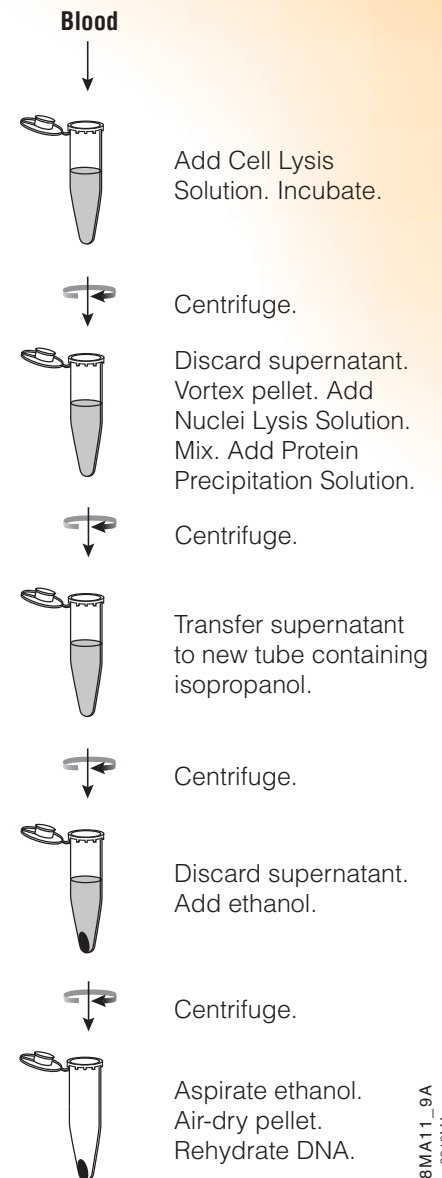 Blood
Add Cell Lysis
Solution. Incubate.
Centrifuge.
Discard supernatant.
Vortex pellet. Add
Nuclei Lysis Solution.
Mix. Add Protein
Precipitation Solution.
Centrifuge.
Transfer supernatant
to new tube containing
isopropanol.
Centrifuge.
Discard supernatant.
Add ethanol.
Centrifuge.
Aspirate ethanol.
Air-dry pellet.
Rehydrate DNA.
8MA11_9A